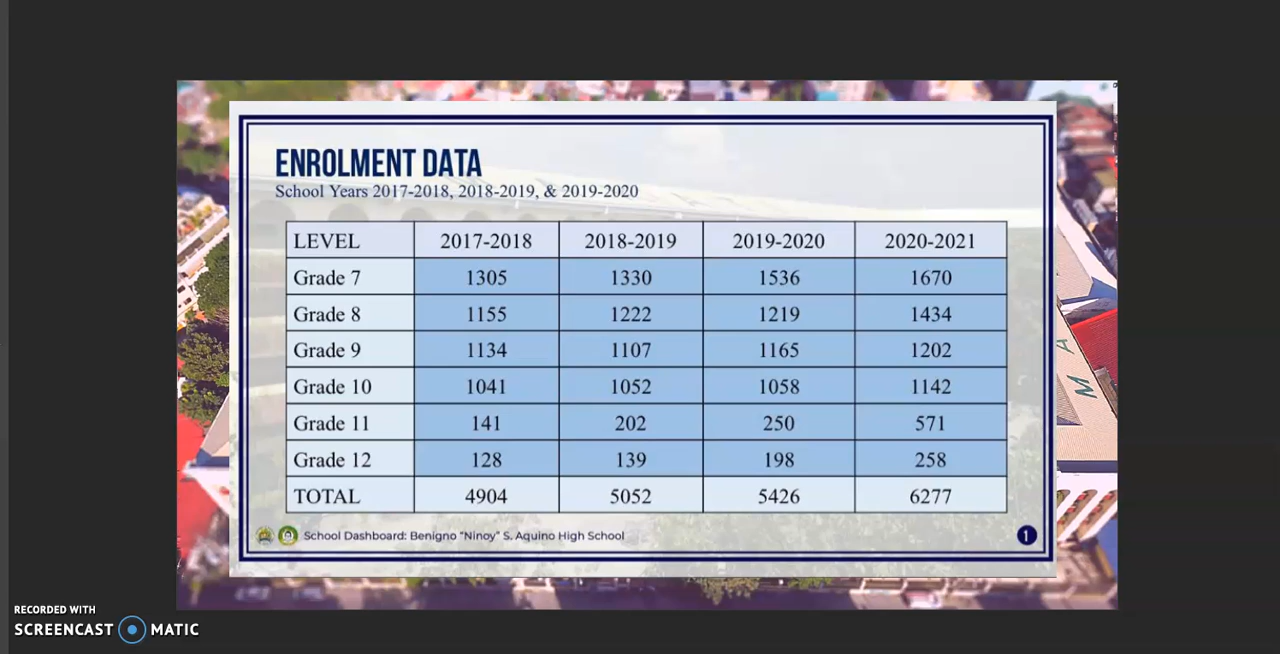 ENROLMENT DATA
School Years 2017-2018, 2018-2019, & 2019-2020
LEVEL 2017-2018 2018-2019 2019-2020 2020-2021
Grade 7 1305 1330 1536 1670
Grade 8 1155 1222 1219 1434
Grade 9 1134 1107 1165 1202
Grade 10 1041 1052 1058 1142
Grade 11 141 202 250 571
Grade 12 128 139 198 258
TOTAL 4904 5052 5426 6277
School Dashboard: Benigno "Ninoy" S. Aquino High School
1
M A
RECORDED WITH
SCREENCAST MATIC